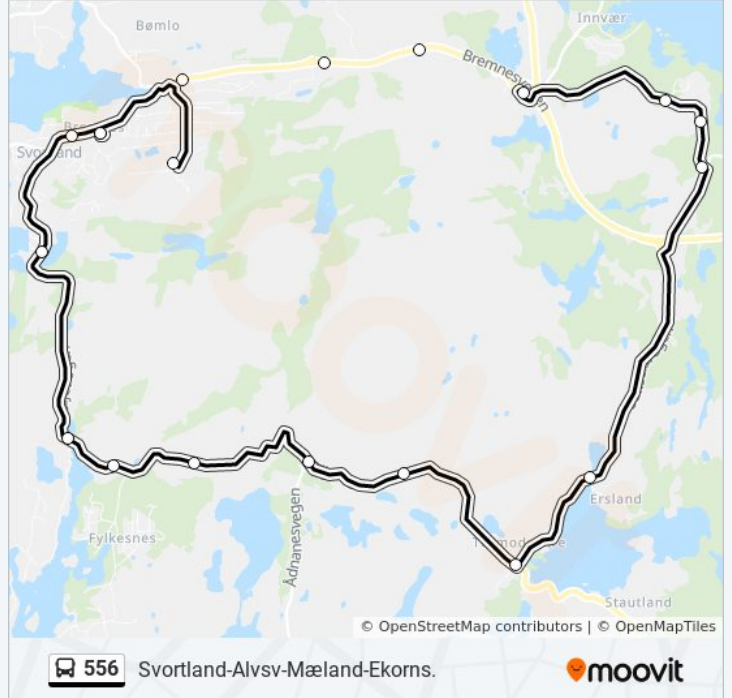 Bømlo
Innvær
Bremnesvegen
Svortland
Ådnanesvegen
Ersland
Fylkesnes
Stautland
© OpenStreetMap contributors | © OpenMapTiles
556 Svortland-Alvsv-Mæland-Ekorns.
moovit